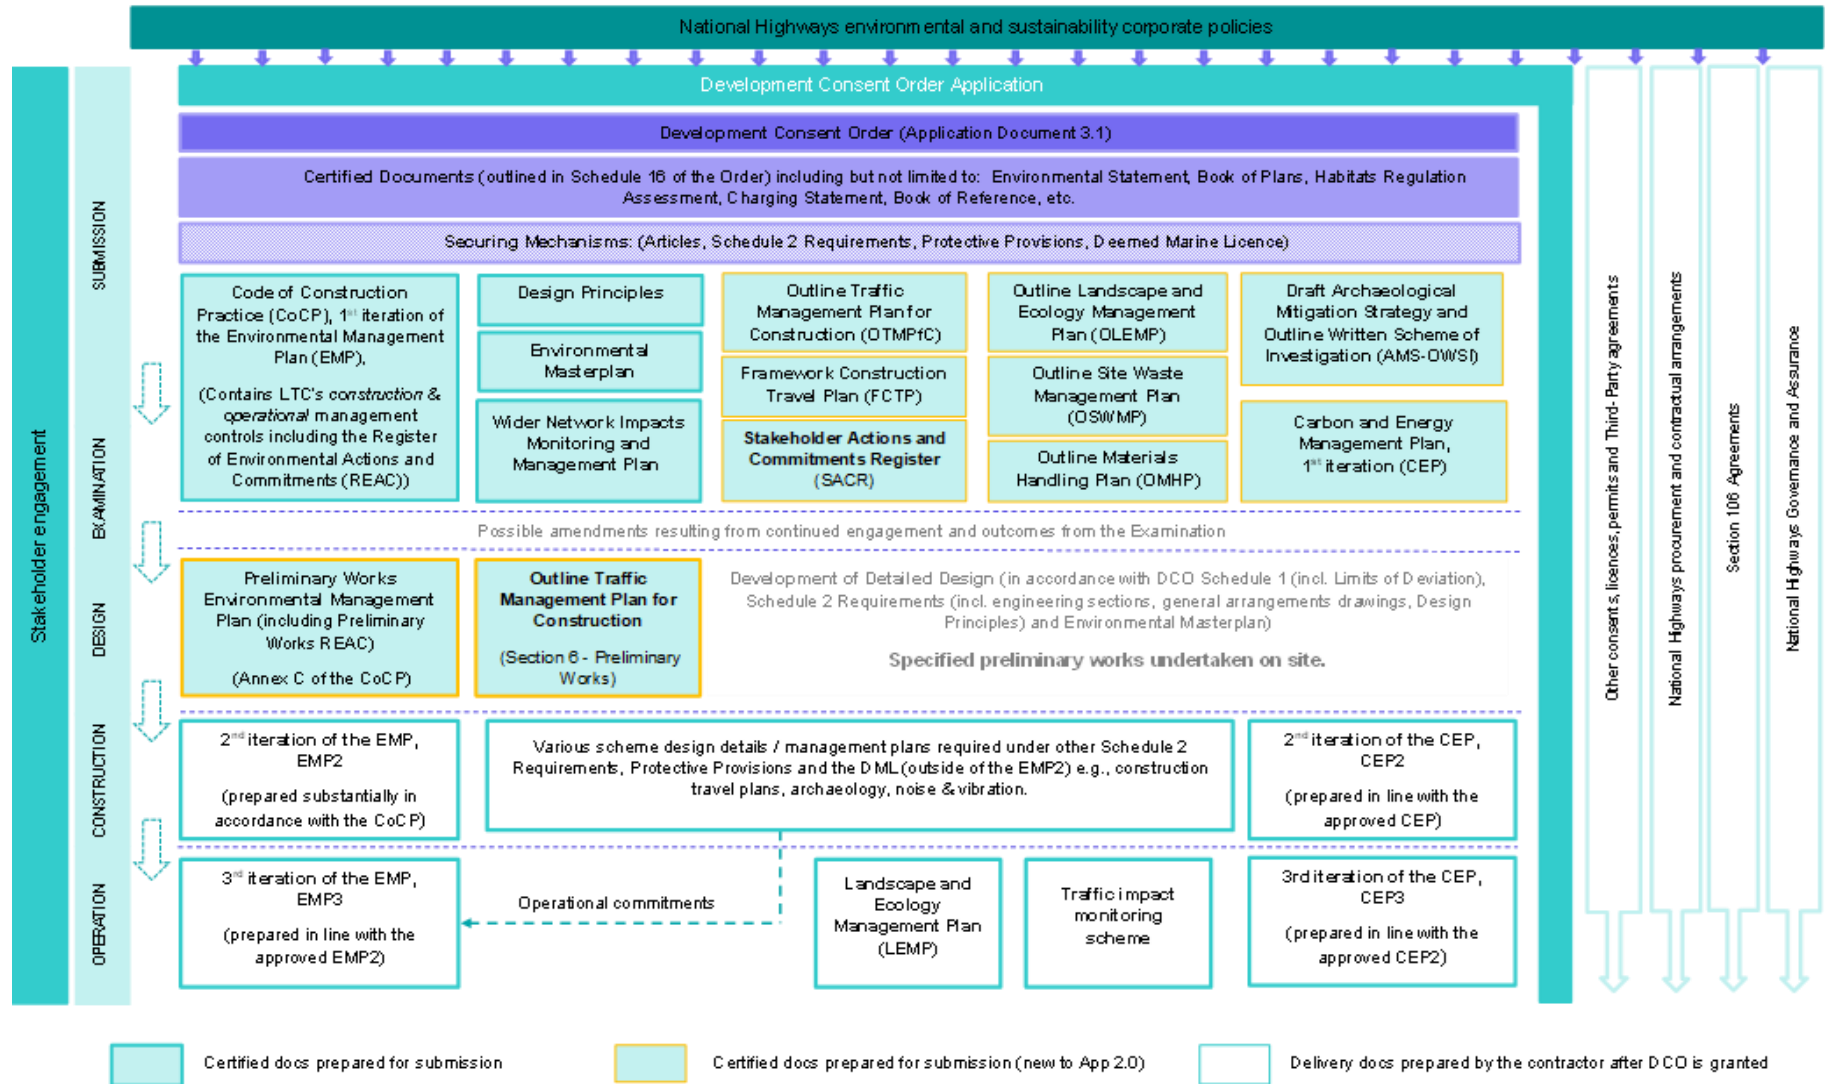 National Highways environmental and sustainability corporate policies
Development Consent Order Application
Development Consent Order (Application Document 3.1)
Certified Documents (outlined in Schedule 16 of the Order) including but not limited to: Environmental Statement, Book of Plans, Habitats Regulation
Assessment, Charging Statement, Book of Reference, etc.
Securing Mechanisms: (Articles, Schedule 2 Requirements, Protective Provisions, Deemed Marine Licence)
Stakeholder engagement
SUBMISSION
EXAMINATION
DESIGN
CONSTRUCTION
OPERATION
Code of Construction
Practice (CoCP), 1st iteration of
the Environmental Management
Plan (EMP),
(Contains LTC's construction &
operational management
controls including the Register
of Environmental Actions and
Commitments (REAC))
Design Principles
Environmental
Masterplan
Wider Network Impacts
Monitoring and
Management Plan
Outline Traffic
Management Plan for
Construction (OTMPfC)
Framework Construction
Travel Plan (FCTP)
Stakeholder Actions and
Commitments Register
(SACR)
Outline Landscape and
Ecology Management
Plan (OLEMP)
Outline Site Waste
Management Plan
(OSWMP)
Outline Materials
Handling Plan (OMHP)
Draft Archaeological
Mitigation Strategy and
Outline Written Scheme of
Investigation (AMS-OWSI)
Carbon and Energy
Management Plan,
1st iteration (CEP)
Possible amendments resulting from continued engagement and outcomes from the Examination
Preliminary Works
Environmental Management
Plan (including Preliminary
Works REAC)
(Annex C of the CoCP)
Outline Traffic
Management Plan for
Construction
(Section 6 - Preliminary
Works)
Development of Detailed Design (in accordance with DCO Schedule 1 (incl. Limits of Deviation),
Schedule 2 Requirements (incl. engineering sections, general arrangements drawings, Design
Principles) and Environmental Masterplan)
Specified preliminary works undertaken on site.
2nd iteration of the EMP,
EMP2
(prepared substantially in
accordance with the CoCP)
Various scheme design details / management plans required under other Schedule 2
Requirements, Protective Provisions and the DML (outside of the EMP2) e.g., construction
travel plans, archaeology, noise & vibration.
2nd iteration of the CEP,
CEP2
(prepared in line with the
approved CEP)
3rd iteration of the EMP,
EMP3
(prepared in line with the
approved EMP2)
Operational commitments
Landscape and
Ecology
Management Plan
(LEMP)
Traffic impact
monitoring
scheme
3rd iteration of the CEP,
CEP3
(prepared in line with the
approved CEP2)
Other consents, licences, permits and Third-Party agreements
National Highways procurement and contractual arrangements
Section 106 Agreements
National Highways Governance and Assurance
Certified docs prepared for submission
Certified docs prepared for submission (new to App 2.0)
Delivery docs prepared by the contractor after DCO is granted